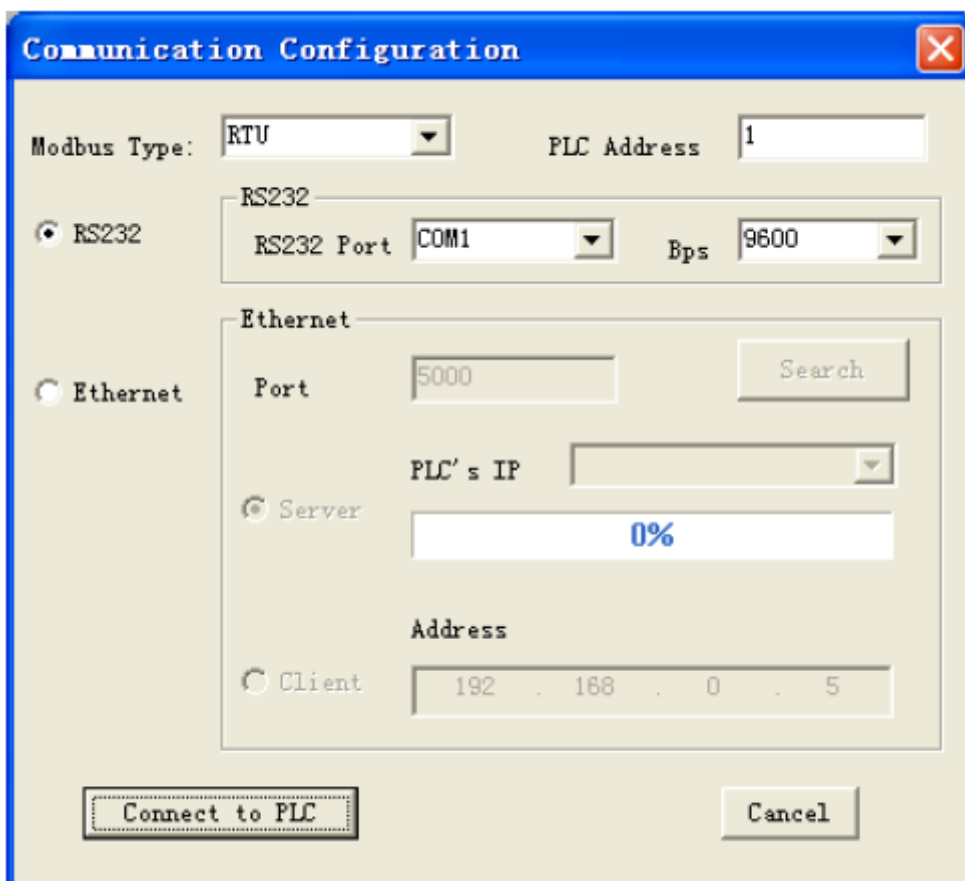 Communication Configuration
Modbus Type: RTU PLC Address 1
RS232
RS232 RS232 Port COM1 Bps 9600
Ethernet
Ethernet Port 5000 Search
PLC's IP
Server
0%
Address
Client 192 . 168 . 0 . 5
Connect to PLC Cancel